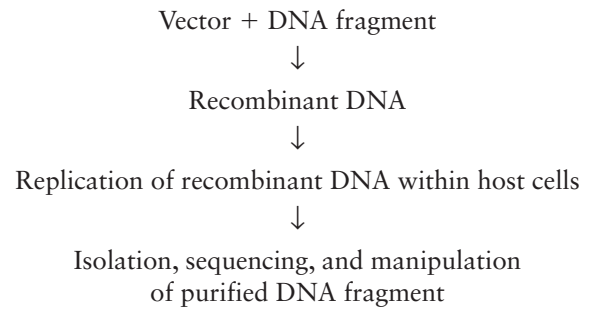 Vector + DNA fragment
↓
Recombinant DNA
↓
Replication of recombinant DNA within host cells
↓
Isolation, sequencing, and manipulation
of purified DNA fragment